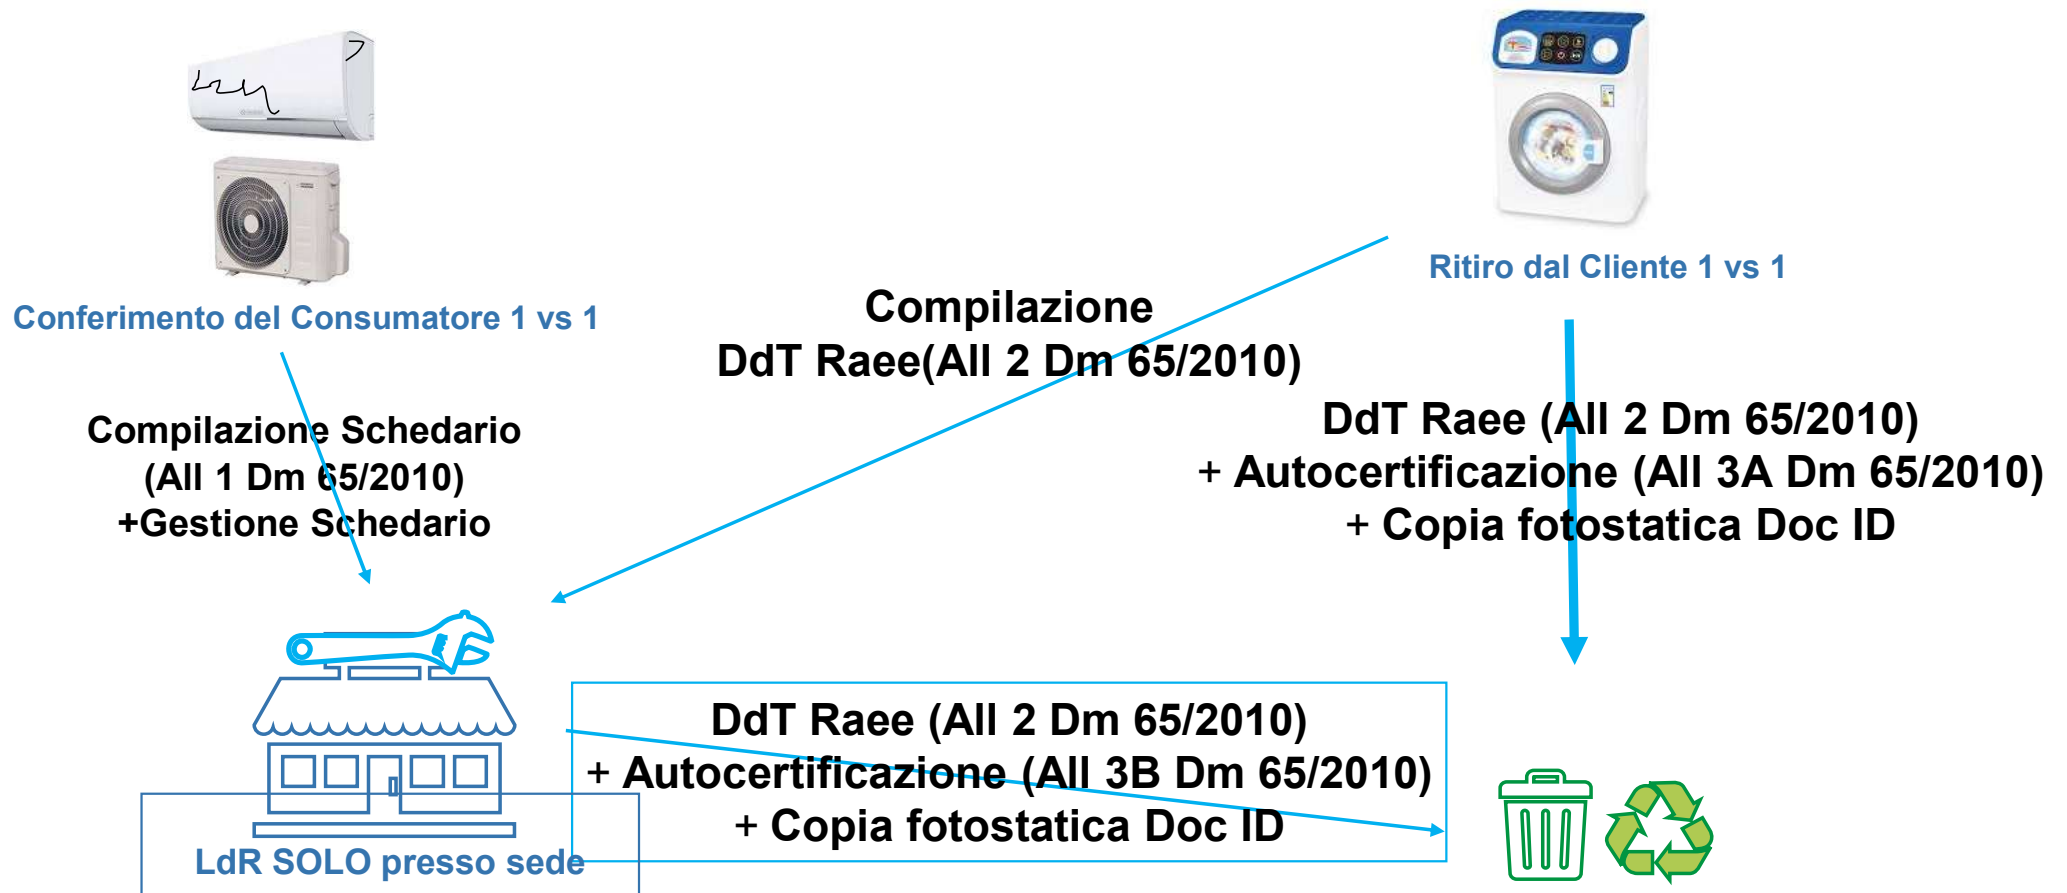 Ritiro dal Cliente 1 vs 1
Conferimento del Consumatore 1 vs 1
Compilazione
DdT Raee(All 2 Dm 65/2010)
Compilazione Schedario
(All 1 Dm 65/2010)
+Gestione Schedario
DdT Raee (All 2 Dm 65/2010)
+ Autocertificazione (All 3A Dm 65/2010)
+ Copia fotostatica Doc ID
DdT Raee (All 2 Dm 65/2010)
+ Autocertificazione (All 3B Dm 65/2010)
+ Copia fotostatica Doc ID
LdR SOLO presso sede